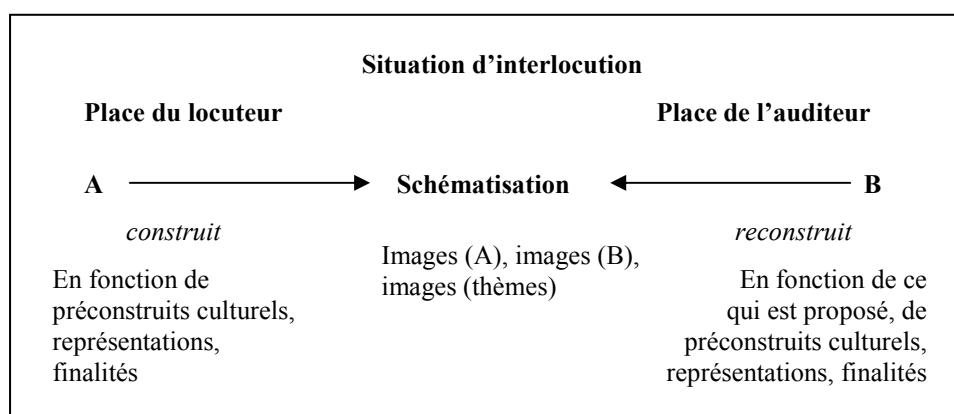 Situation d’interlocution
Place du locuteur
Place de l’auditeur
A
Schématisation
B
construit
Images (A), images (B),
images (thèmes)
reconstruit
En fonction de
préconstruits culturels,
représentations,
finalités
En fonction de ce
qui est proposé, de
préconstruits culturels,
représentations, finalités